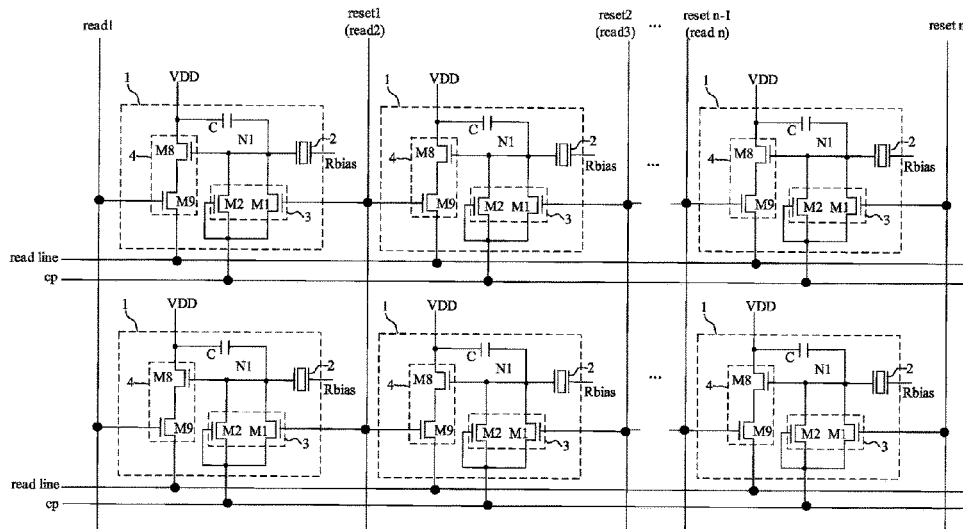 read1 reset1 reset2 ... reset n-1 reset n
(read2) (read3) (read n)
VDD VDD VDD
1 1 1
C C C
N1 N1 N1
2 2 2
4 M8 4 M8 4 M8
Rbias Rbias ... Rbias
M9 M2 M1 M9 M2 M1 M9 M2 M1
3 3 3
read line
cp
VDD VDD VDD
1 1 1
C C C
N1 N1 N1
2 2 2
4 M8 4 M8 ... 4 M8
Rbias Rbias Rbias
M9 M2 M1 M9 M2 M1 ... M9 M2 M1
3 3 3
read line
cp